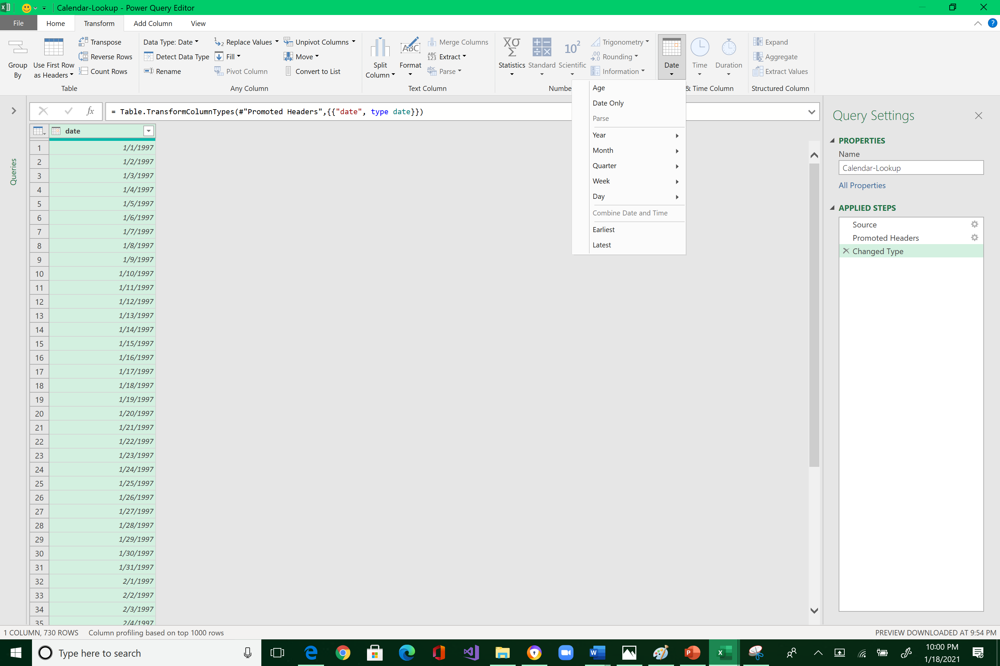 Calendar-Lookup - Power Query Editor
File Home Transform Add Column View
Group By
Use First Row as Headers
Transpose
Reverse Rows
Count Rows
Table
Data Type: Date
Detect Data Type
Rename
Replace Values
Fill
Pivot Column
Unpivot Columns
Move
Convert to List
Any Column
Split Column
Format
Merge Columns
Extract
Parse
Text Column
Statistics
Standard
Scientific
Trigonometry
Rounding
Information
Numbe
Date
Time
Duration
& Time Column
Expand
Aggregate
Extract Values
Structured Column
Age
Date Only
Parse
Year
Month
Quarter
Week
Day
Combine Date and Time
Earliest
Latest
fx = Table.TransformColumnTypes(#"Promoted Headers",{{"date", type date}})
Queries
date
1 1/1/1997
2 1/2/1997
3 1/3/1997
4 1/4/1997
5 1/5/1997
6 1/6/1997
7 1/7/1997
8 1/8/1997
9 1/9/1997
10 1/10/1997
11 1/11/1997
12 1/12/1997
13 1/13/1997
14 1/14/1997
15 1/15/1997
16 1/16/1997
17 1/17/1997
18 1/18/1997
19 1/19/1997
20 1/20/1997
21 1/21/1997
22 1/22/1997
23 1/23/1997
24 1/24/1997
25 1/25/1997
26 1/26/1997
27 1/27/1997
28 1/28/1997
29 1/29/1997
30 1/30/1997
31 1/31/1997
32 2/1/1997
33 2/2/1997
34 2/3/1997
35 2/4/1997
Query Settings
PROPERTIES
Name
Calendar-Lookup
All Properties
APPLIED STEPS
Source
Promoted Headers
Changed Type
1 COLUMN, 730 ROWS Column profiling based on top 1000 rows
PREVIEW DOWNLOADED AT 9:54 PM
Type here to search
10:00 PM
1/18/2021